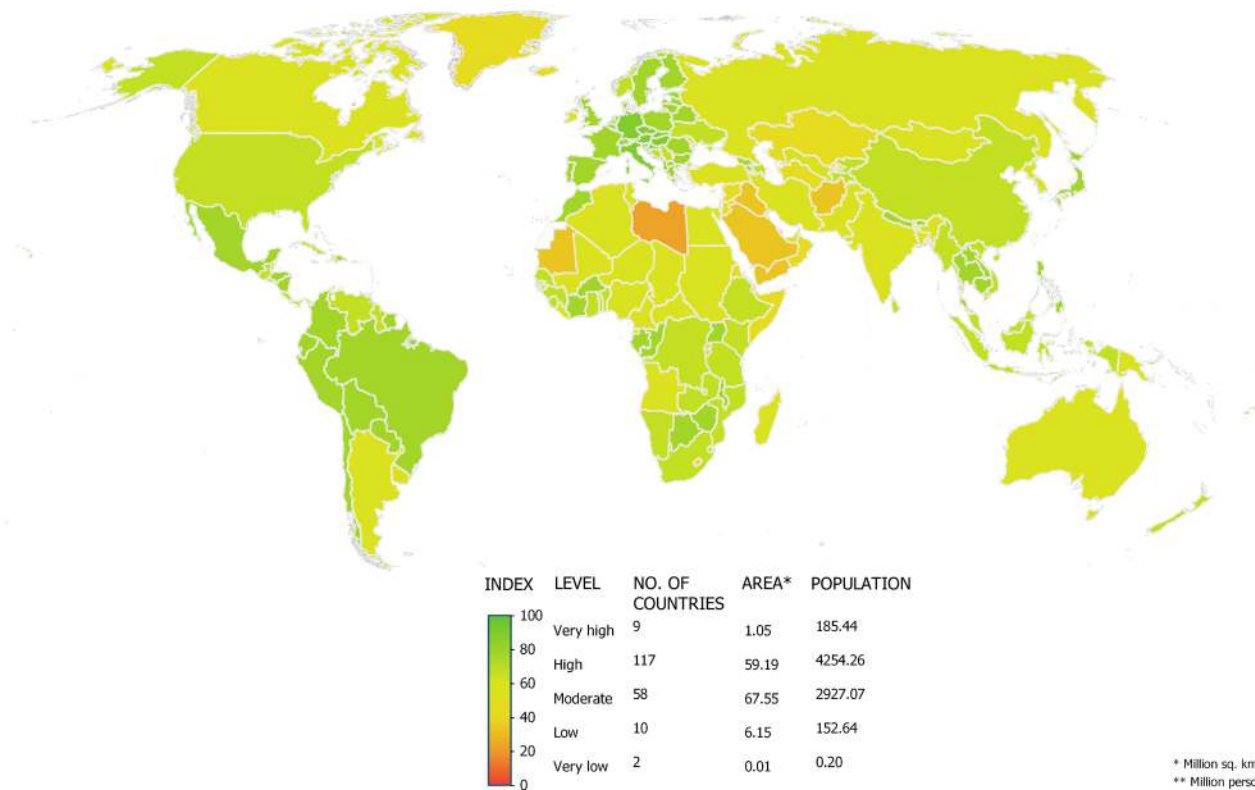 INDEX LEVEL NO. OF COUNTRIES AREA* POPULATION
100
Very high 9 1.05 185.44
80
High 117 59.19 4254.26
60
Moderate 58 67.55 2927.07
40
Low 10 6.15 152.64
20
Very low 2 0.01 0.20
0
* Million sq. km
** Million perso